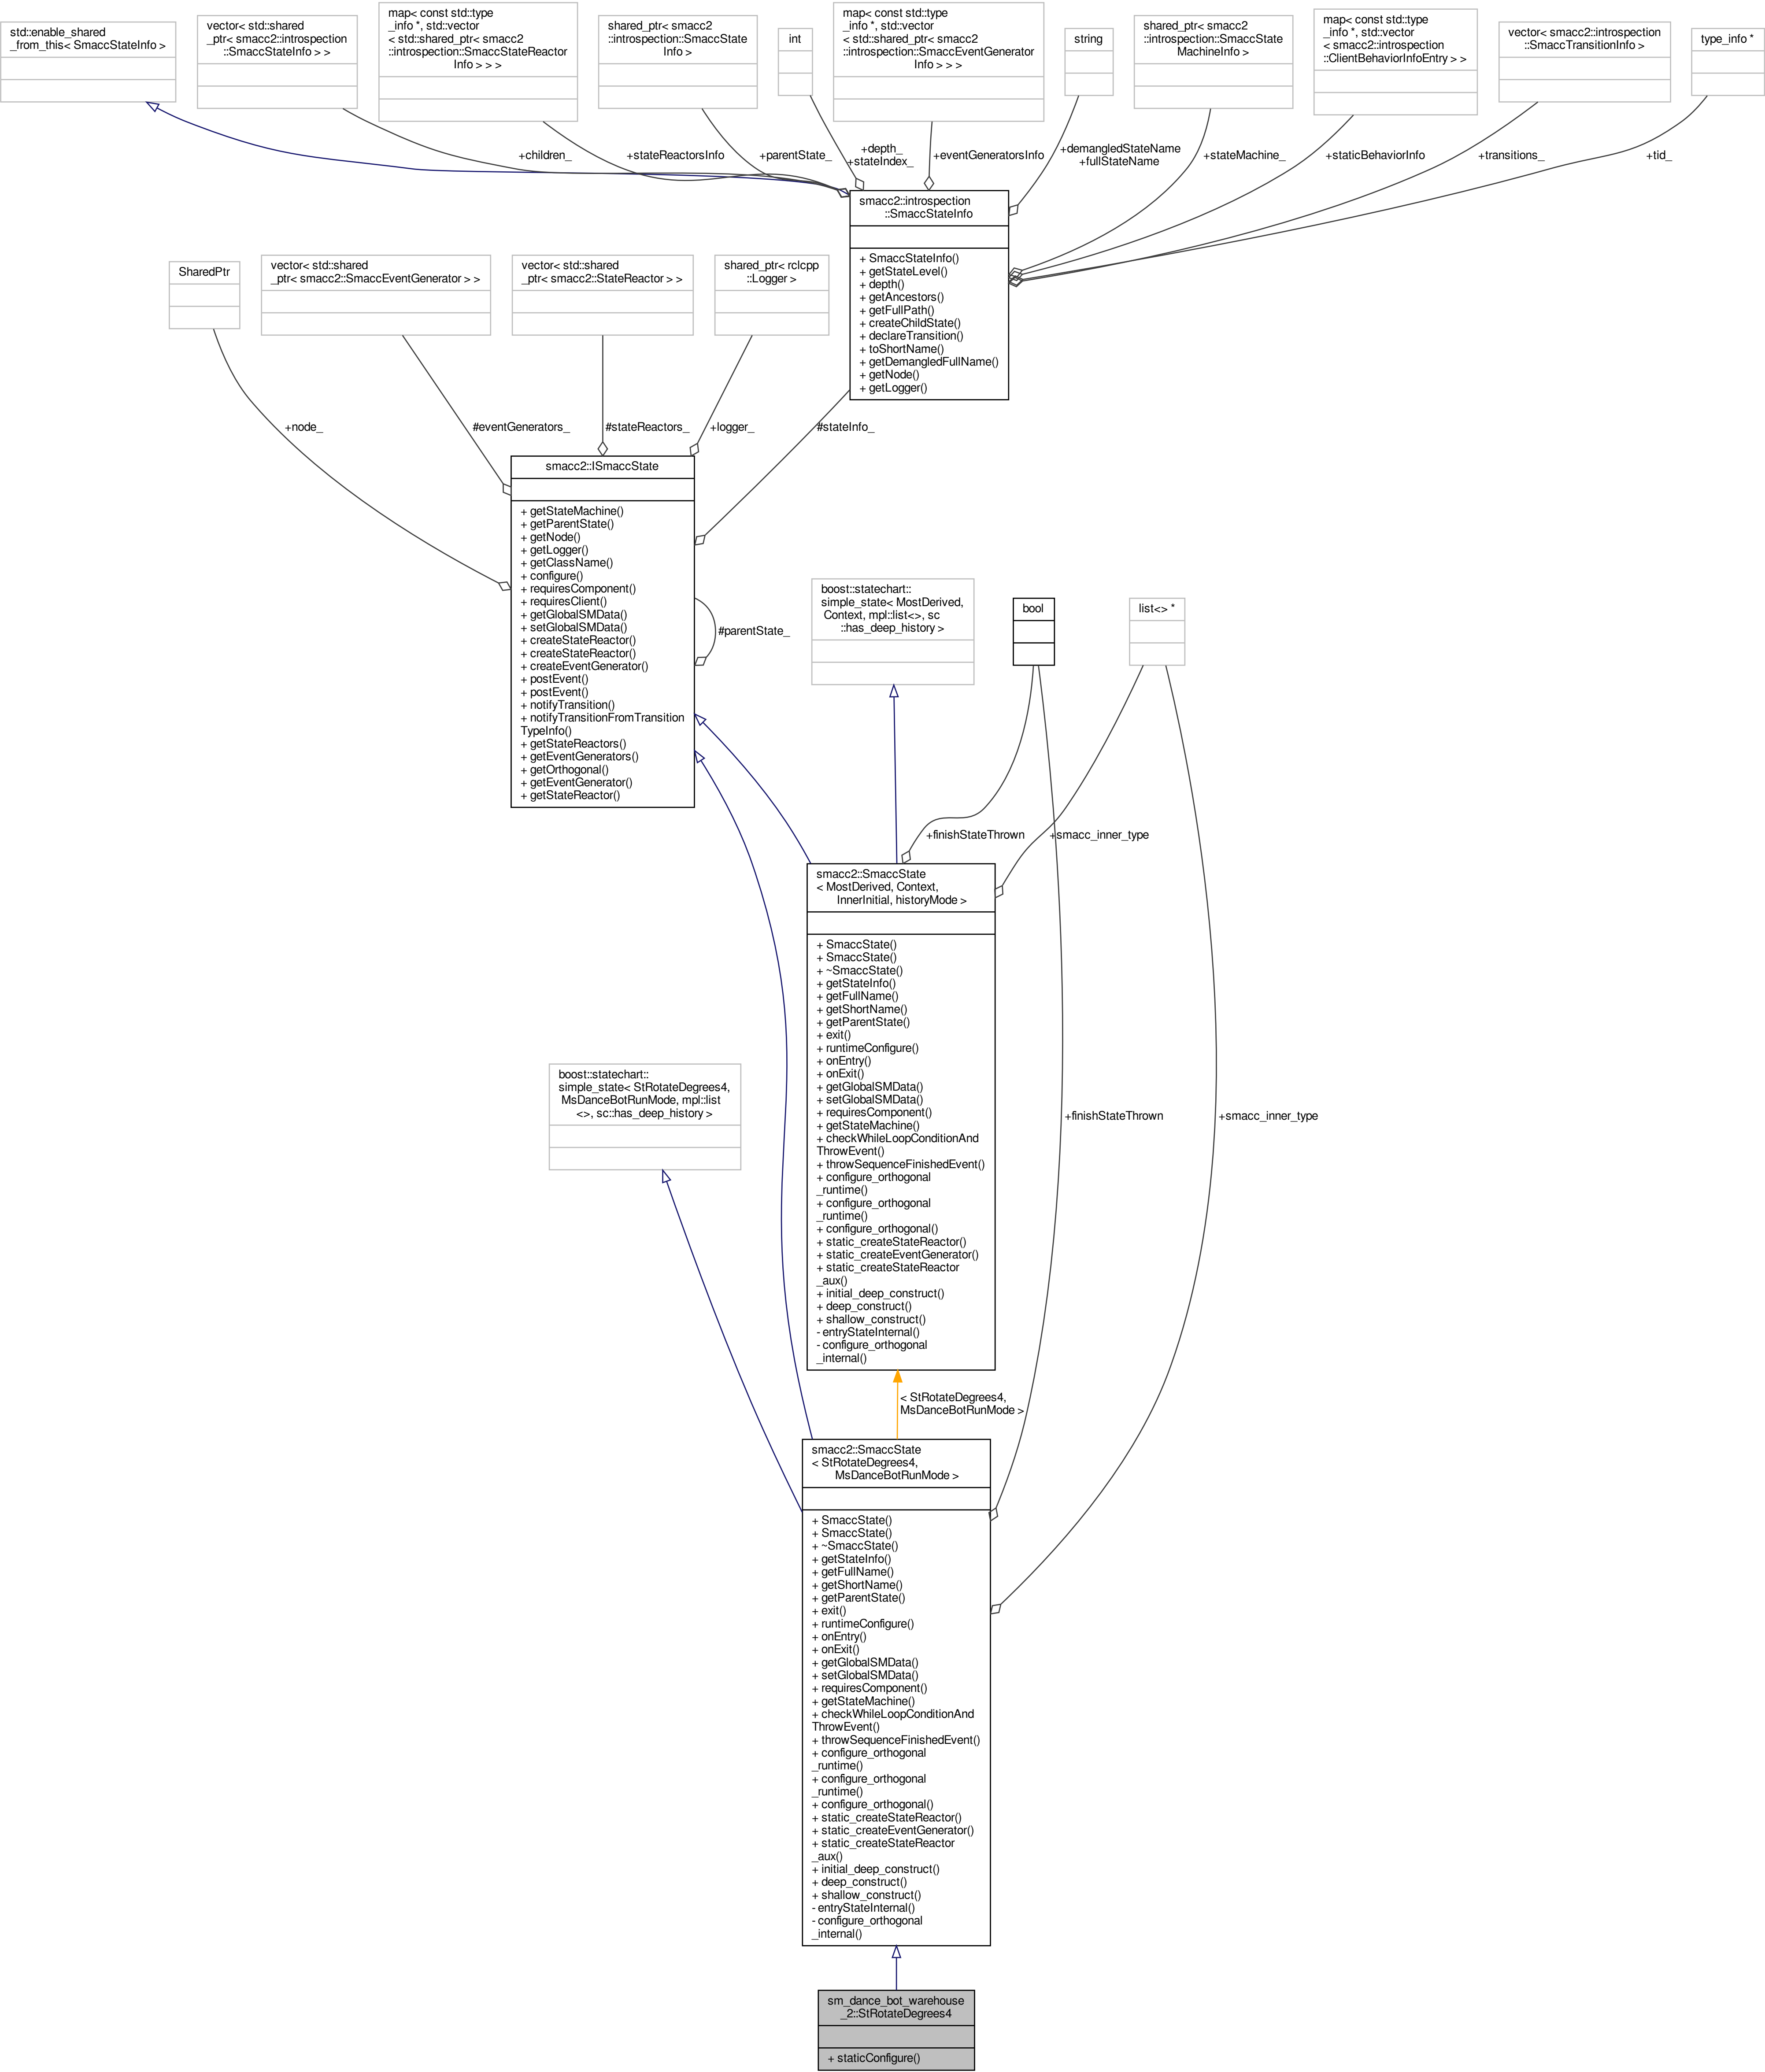 std::enable_shared
_from_this< SmaccStateInfo >
vector< std::shared
_ptr< smacc2::introspection
::SmaccStateInfo > >
map< const std::type
_info *, std::vector
< std::shared_ptr< smacc2
::introspection::SmaccStateReactor
Info > > >
shared_ptr< smacc2
::introspection::SmaccState
Info >
int
map< const std::type
_info *, std::vector
< std::shared_ptr< smacc2
::introspection::SmaccEventGenerator
Info > > >
string
shared_ptr< smacc2
::introspection::SmaccState
MachineInfo >
map< const std::type
_info *, std::vector
< smacc2::introspection
::ClientBehaviorInfoEntry > >
vector< smacc2::introspection
::SmaccTransitionInfo >
type_info *
+children_
+stateReactorsInfo
+parentState_
+depth_
+stateIndex_
+eventGeneratorsInfo
+demangledStateName
+fullStateName
+stateMachine_
+staticBehaviorInfo
+transitions_
+tid_
smacc2::introspection
::SmaccStateInfo
+ SmaccStateInfo()
+ getStateLevel()
+ depth()
+ getAncestors()
+ getFullPath()
+ createChildState()
+ declareTransition()
+ toShortName()
+ getDemangledFullName()
+ getNode()
+ getLogger()
SharedPtr
vector< std::shared
_ptr< smacc2::SmaccEventGenerator > >
vector< std::shared
_ptr< smacc2::StateReactor > >
shared_ptr< rclcpp
::Logger >
+node_
#eventGenerators_
#stateReactors_
+logger_
#stateInfo_
smacc2::ISmaccState
+ getStateMachine()
+ getParentState()
+ getNode()
+ getLogger()
+ getClassName()
+ configure()
+ requiresComponent()
+ requiresClient()
+ getGlobalSMData()
+ setGlobalSMData()
+ createStateReactor()
+ createStateReactor()
+ createEventGenerator()
+ postEvent()
+ postEvent()
+ notifyTransition()
+ notifyTransitionFromTransition
TypeInfo()
+ getStateReactors()
+ getEventGenerators()
+ getOrthogonal()
+ getEventGenerator()
+ getStateReactor()
#parentState_
boost::statechart::
simple_state< MostDerived,
Context, mpl::list<>, sc
::has_deep_history >
bool
list<> *
+finishStateThrown
+smacc_inner_type
smacc2::SmaccState
< MostDerived, Context,
InnerInitial, historyMode >
+ SmaccState()
+ SmaccState()
+ ~SmaccState()
+ getStateInfo()
+ getFullName()
+ getShortName()
+ getParentState()
+ exit()
+ runtimeConfigure()
+ onEntry()
+ onExit()
+ getGlobalSMData()
+ setGlobalSMData()
+ requiresComponent()
+ getStateMachine()
+ checkWhileLoopConditionAnd
ThrowEvent()
+ throwSequenceFinishedEvent()
+ configure_orthogonal
_runtime()
+ configure_orthogonal
_runtime()
+ configure_orthogonal()
+ static_createStateReactor()
+ static_createEventGenerator()
+ static_createStateReactor
_aux()
+ initial_deep_construct()
+ deep_construct()
+ shallow_construct()
- entryStateInternal()
- configure_orthogonal
_internal()
boost::statechart::
simple_state< StRotateDegrees4,
MsDanceBotRunMode, mpl::list
<>, sc::has_deep_history >
+finishStateThrown
+smacc_inner_type
< StRotateDegrees4,
MsDanceBotRunMode >
smacc2::SmaccState
< StRotateDegrees4,
MsDanceBotRunMode >
+ SmaccState()
+ SmaccState()
+ ~SmaccState()
+ getStateInfo()
+ getFullName()
+ getShortName()
+ getParentState()
+ exit()
+ runtimeConfigure()
+ onEntry()
+ onExit()
+ getGlobalSMData()
+ setGlobalSMData()
+ requiresComponent()
+ getStateMachine()
+ checkWhileLoopConditionAnd
ThrowEvent()
+ throwSequenceFinishedEvent()
+ configure_orthogonal
_runtime()
+ configure_orthogonal
_runtime()
+ configure_orthogonal()
+ static_createStateReactor()
+ static_createEventGenerator()
+ static_createStateReactor
_aux()
+ initial_deep_construct()
+ deep_construct()
+ shallow_construct()
- entryStateInternal()
- configure_orthogonal
_internal()
sm_dance_bot_warehouse
_2::StRotateDegrees4
+ staticConfigure()